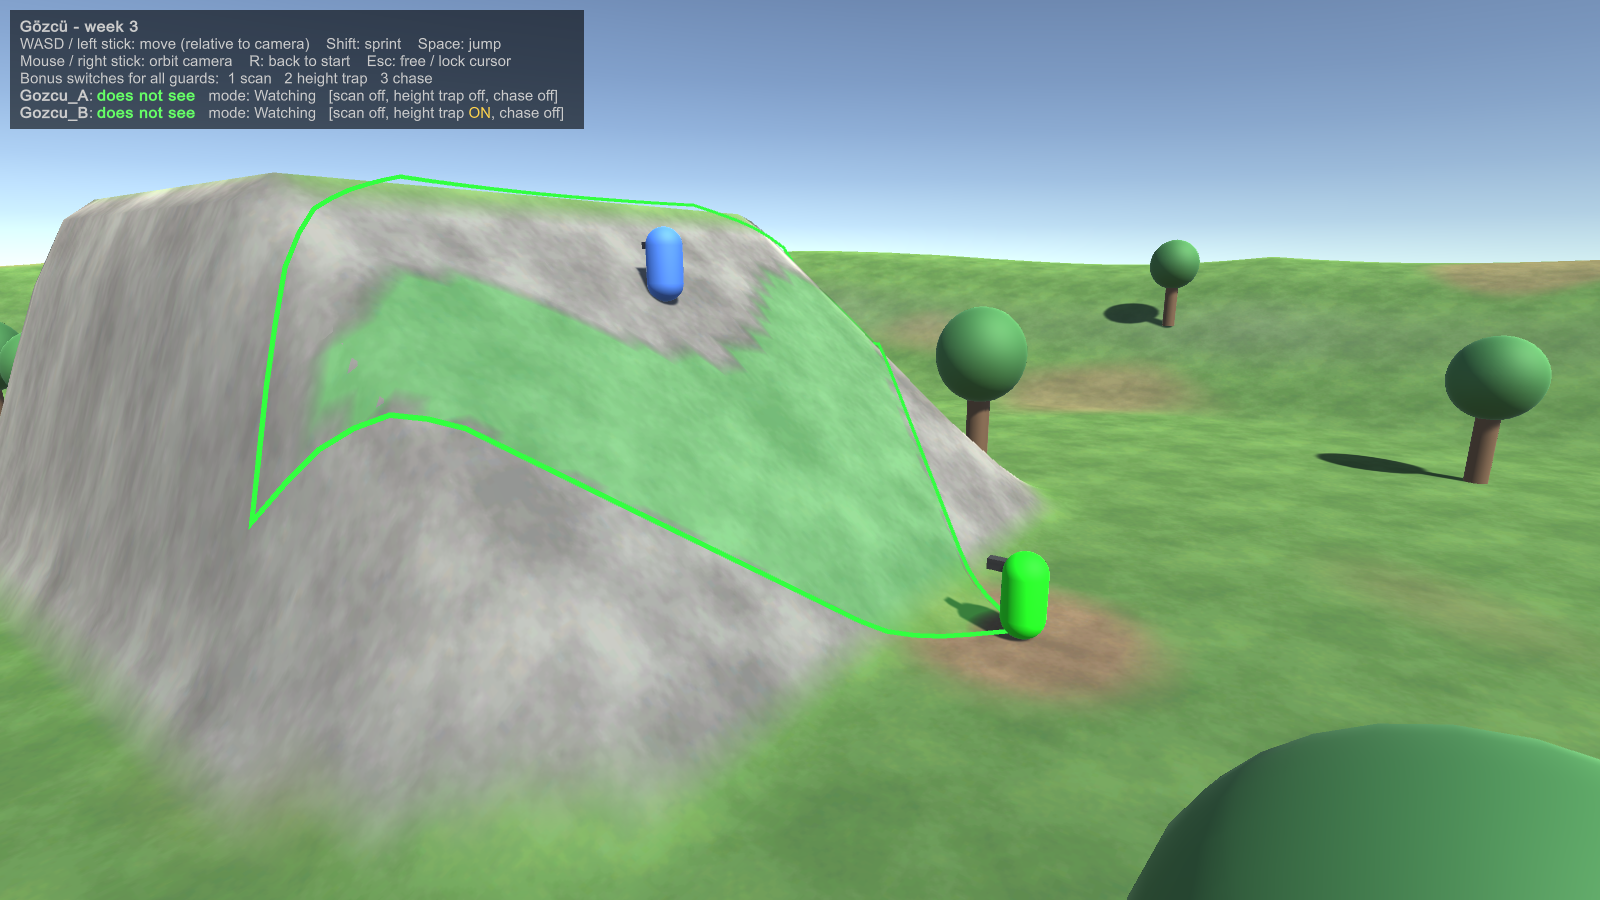 Gözcü - week 3
WASD / left stick: move (relative to camera)    Shift: sprint    Space: jump
Mouse / right stick: orbit camera    R: back to start    Esc: free / lock cursor
Bonus switches for all guards:  1 scan   2 height trap   3 chase
Gozcu_A: does not see   mode: Watching   [scan off, height trap off, chase off]
Gozcu_B: does not see   mode: Watching   [scan off, height trap ON, chase off]